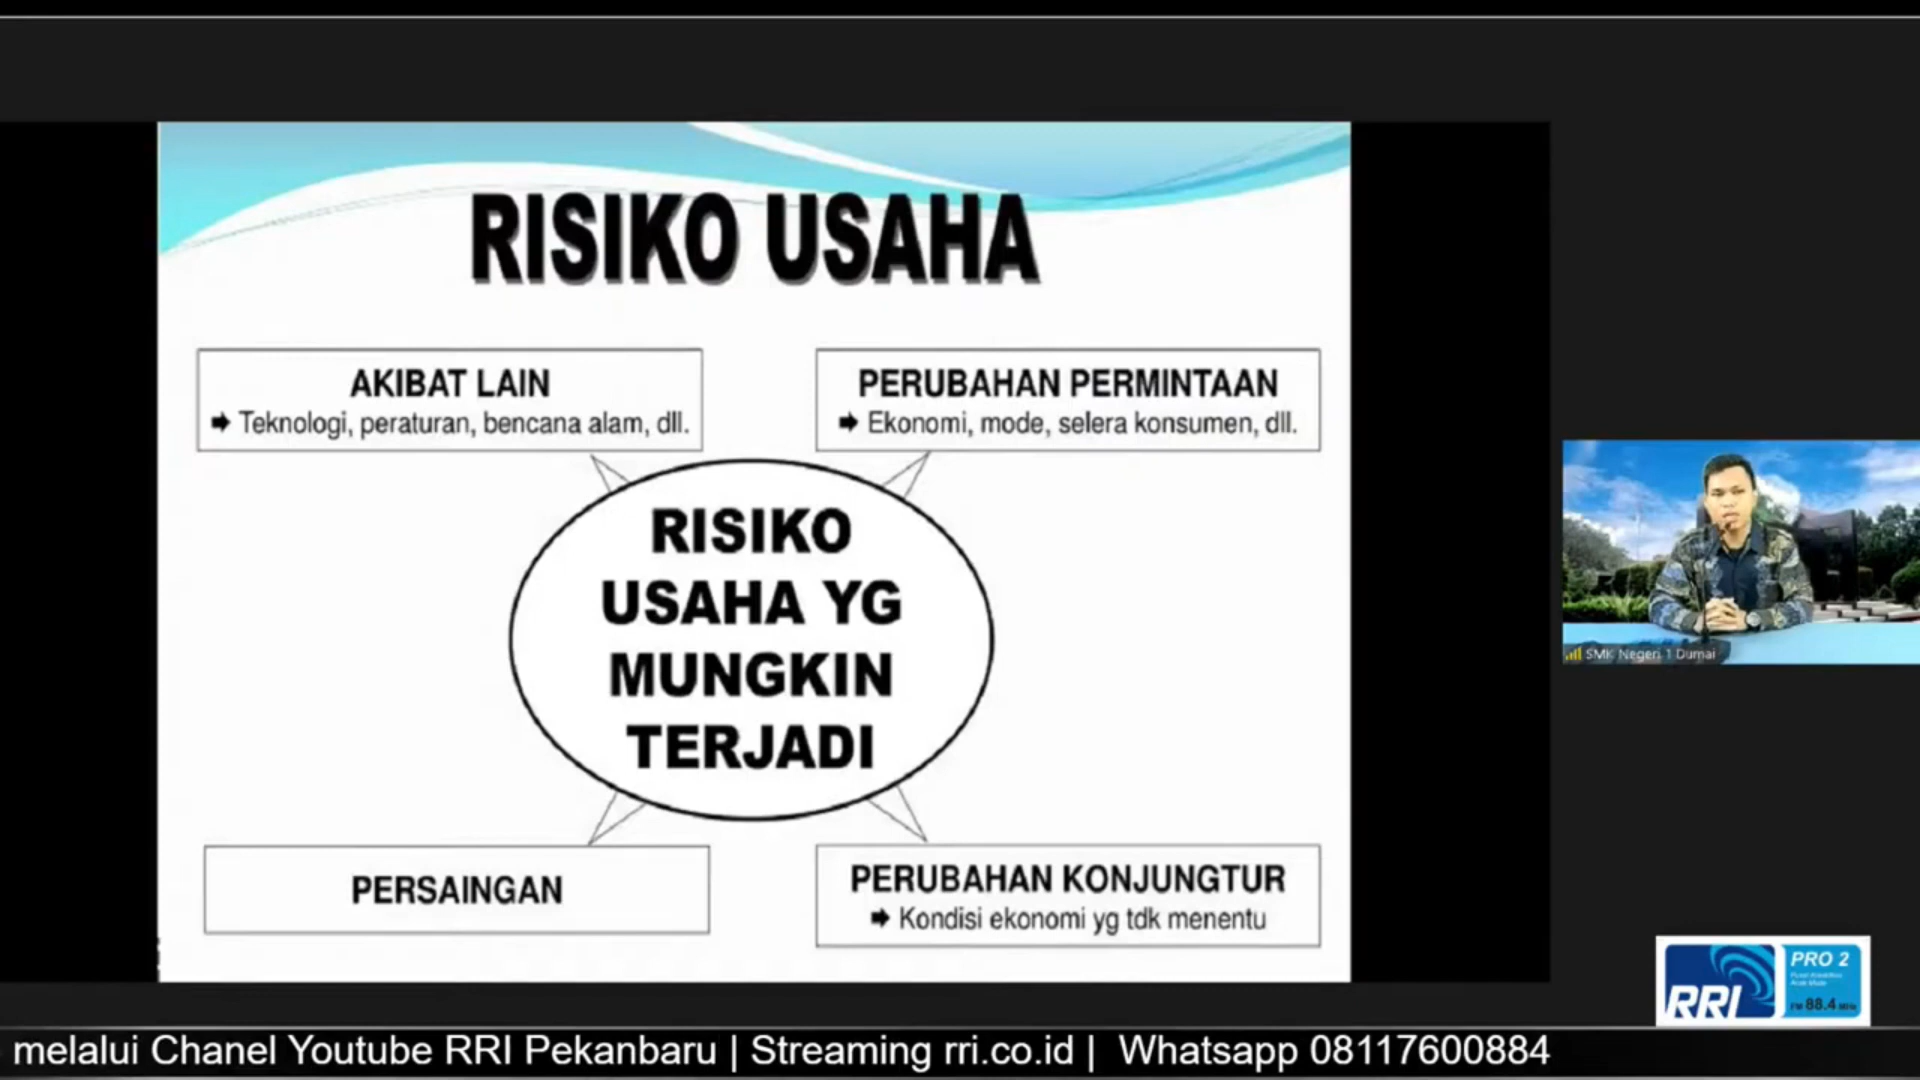 RISIKO USAHA
AKIBAT LAIN
➡ Teknologi, peraturan, bencana alam, dll.
PERUBAHAN PERMINTAAN
➡ Ekonomi, mode, selera konsumen, dll.
RISIKO
USAHA YG
MUNGKIN
TERJADI
PERSAINGAN
PERUBAHAN KONJUNGTUR
➡ Kondisi ekonomi yg tdk menentu
SMK Negeri 1 Dumai
RRI
PRO 2
FM 88.4 MHz
melalui Chanel Youtube RRI Pekanbaru | Streaming rri.co.id | Whatsapp 08117600884